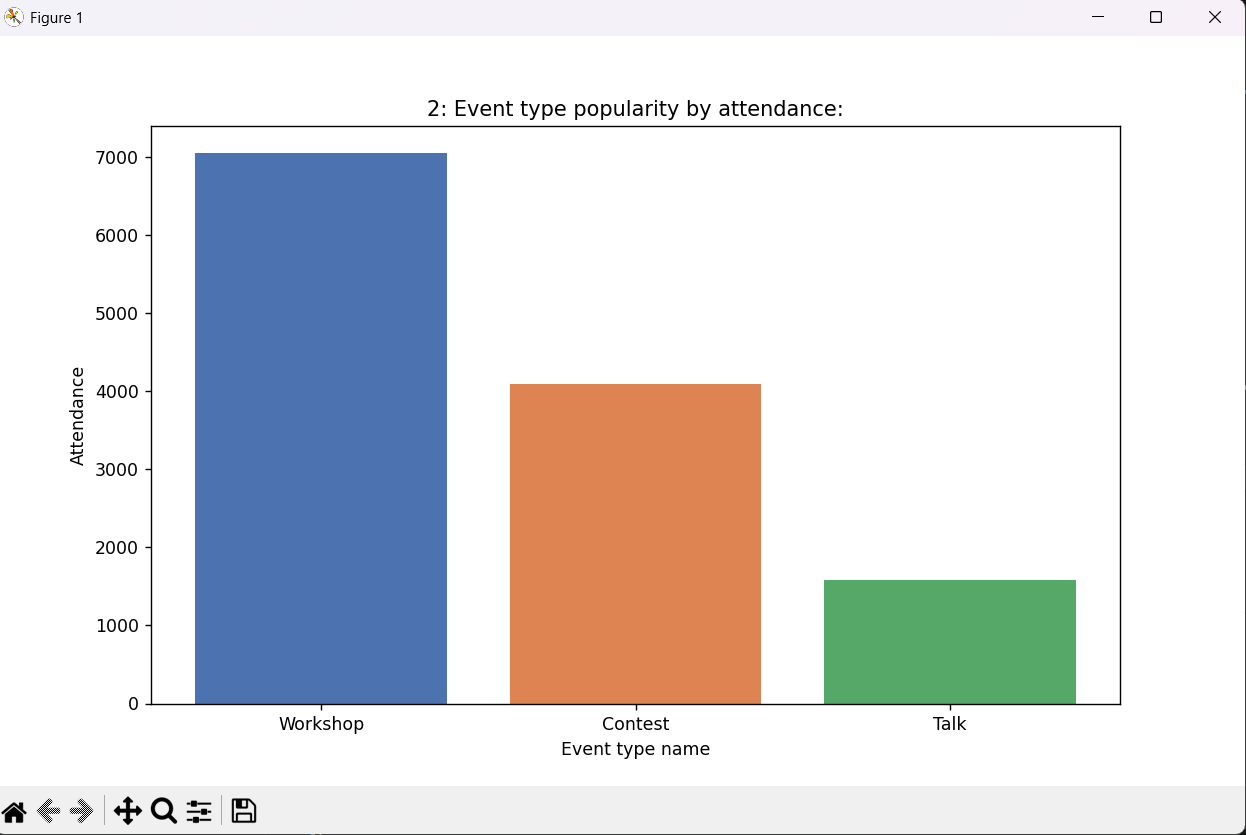 Figure 1
2: Event type popularity by attendance:
7000
6000
5000
4000
3000
2000
1000
0
Attendance
Workshop Contest Talk
Event type name